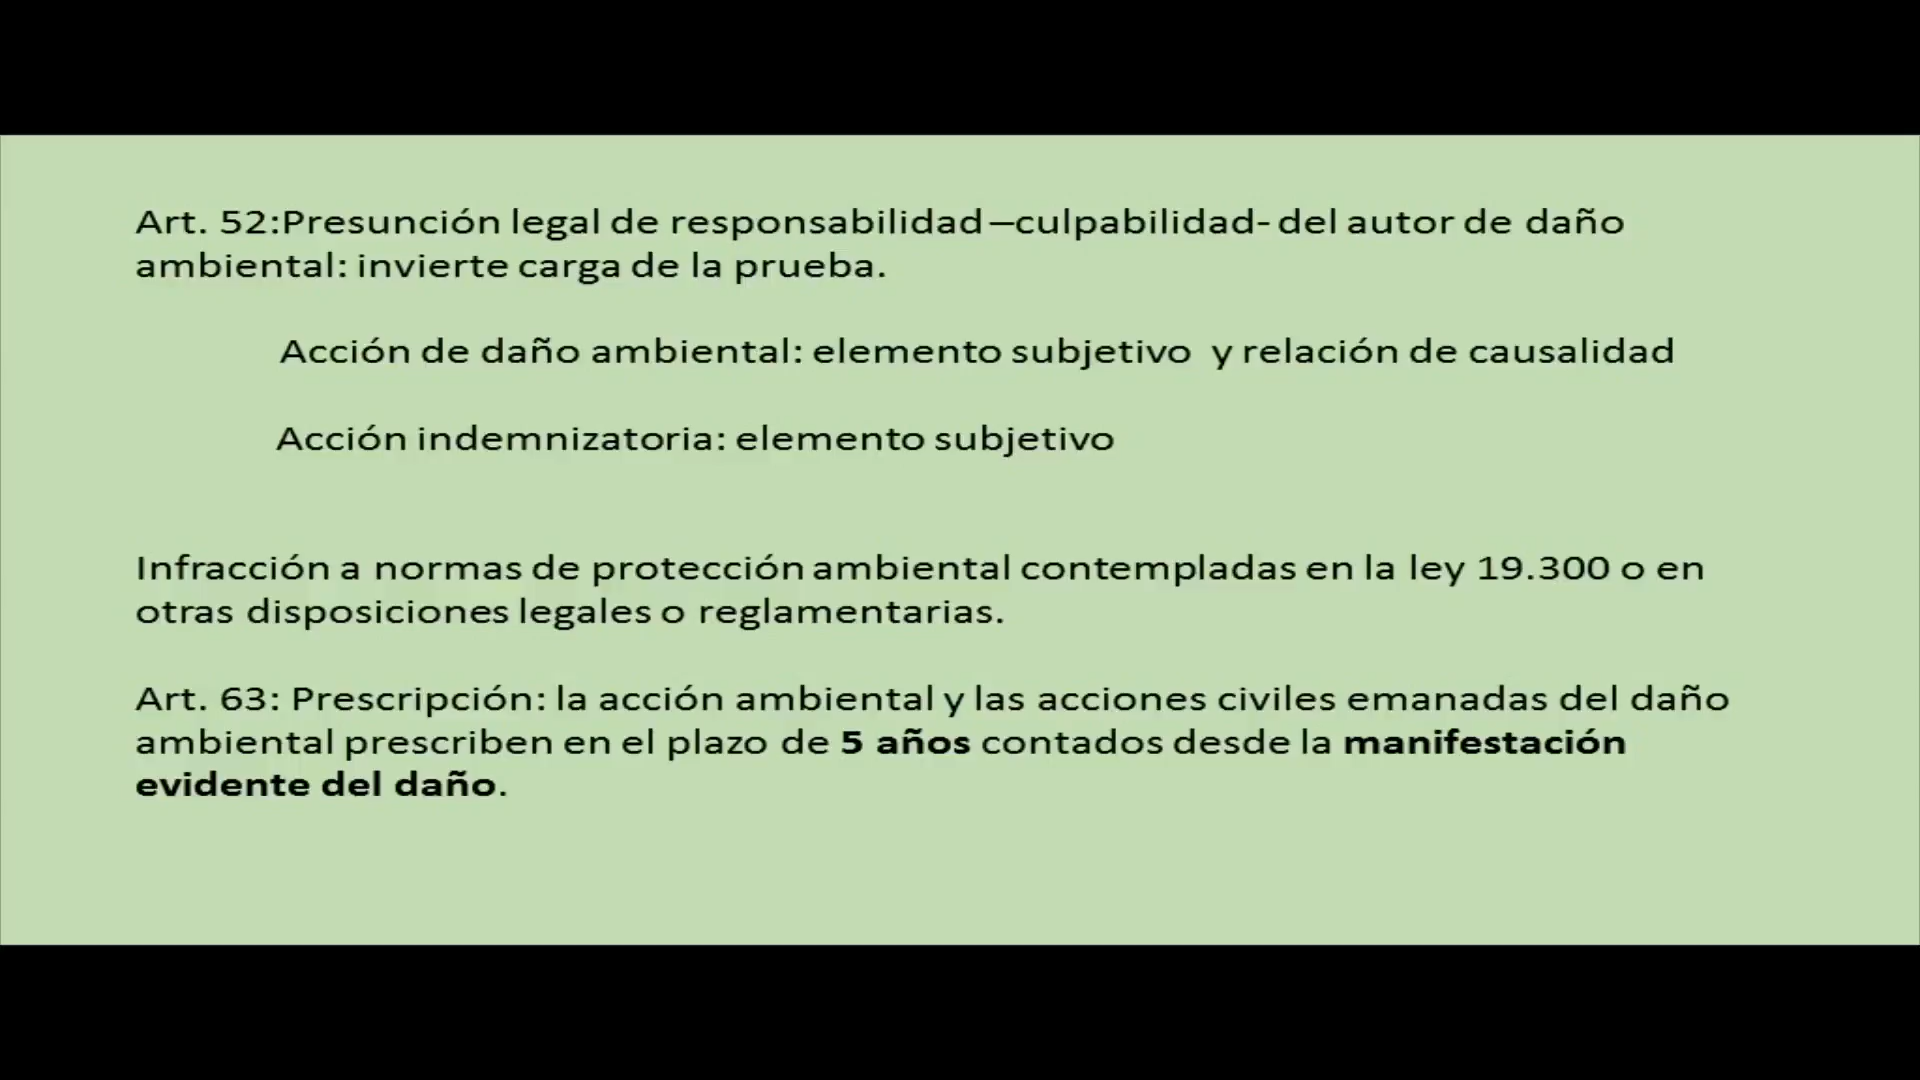 Art. 52:Presunción legal de responsabilidad –culpabilidad- del autor de daño
ambiental: invierte carga de la prueba.
Acción de daño ambiental: elemento subjetivo y relación de causalidad
Acción indemnizatoria: elemento subjetivo
Infracción a normas de protección ambiental contempladas en la ley 19.300 o en
otras disposiciones legales o reglamentarias.
Art. 63: Prescripción: la acción ambiental y las acciones civiles emanadas del daño
ambiental prescriben en el plazo de 5 años contados desde la manifestación
evidente del daño.